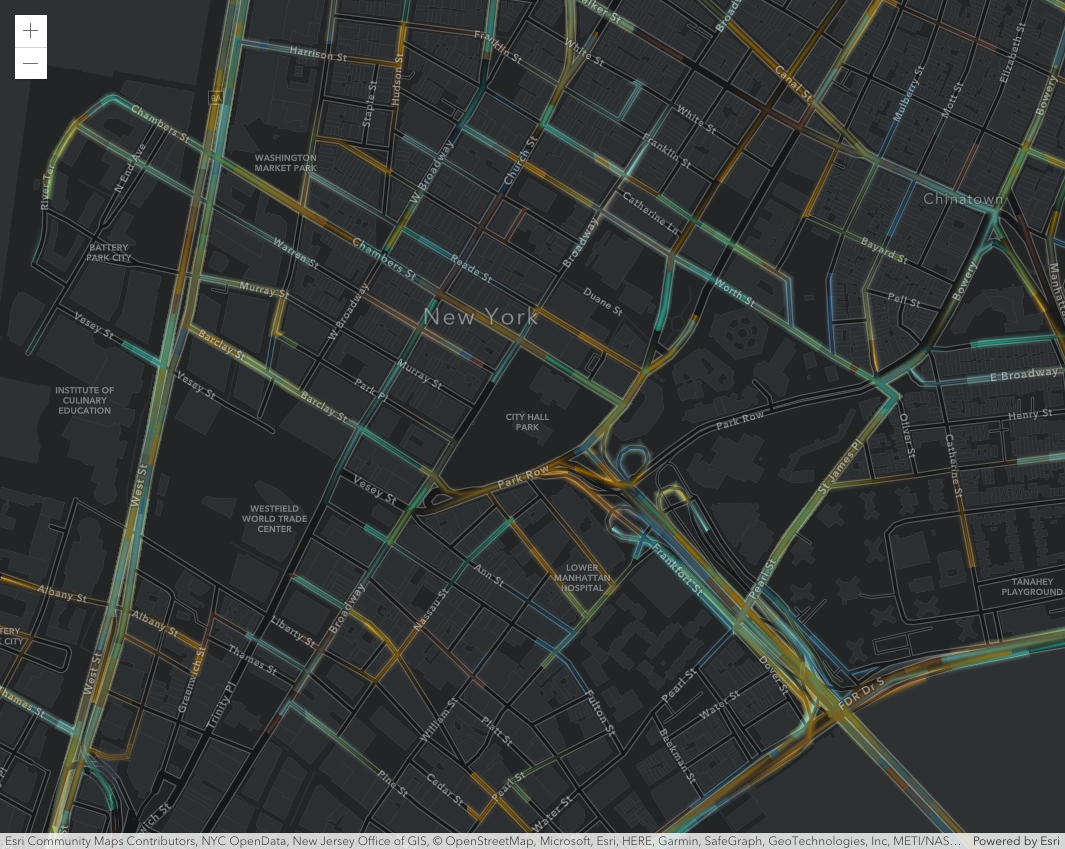 Walker St
Broadway
Franklin St
White St
Harrison St
Hudson St
Staple St
Canal St
Elizabeth St
Mulberry St
Mott St
Bowery
9A
Chambers St
White St
Franklin St
WASHINGTON
MARKET PARK
N End Ave
River Ter
W Broadway
Church St
Chinatown
Catherine Ln
Broadway
BATTERY
PARK CITY
Warren St
Chambers St
Reade St
Bayard St
Bowery
Murray St
W Broadway
Duane St
Worth St
Pell St
New York
Vesey St
Barclay St
Murray St
Park Pl
Vesey St
INSTITUTE OF
CULINARY
EDUCATION
Barclay St
CITY HALL
PARK
Park Row
E Broadway
Henry St
Oliver St
Catherine St
St James Pl
Park Row
West St
Vesey St
WESTFIELD
WORLD TRADE
CENTER
Ann St
LOWER
MANHATTAN
HOSPITAL
Frankfort St
Pearl St
TANAHEY
PLAYGROUND
Albany St
Albany St
Broadway
Nassau St
Liberty St
Thames St
West St
Greenwich St
Trinity Pl
Dover St
FDR Dr S
Pearl St
Water St
Fulton St
Beekman St
William St
Platt St
Thames St
Pine St
Cedar St
Pearl St
Water St
Esri Community Maps Contributors, NYC OpenData, New Jersey Office of GIS, © OpenStreetMap, Microsoft, Esri, HERE, Garmin, SafeGraph, GeoTechnologies, Inc, METI/NAS…
Powered by Esri